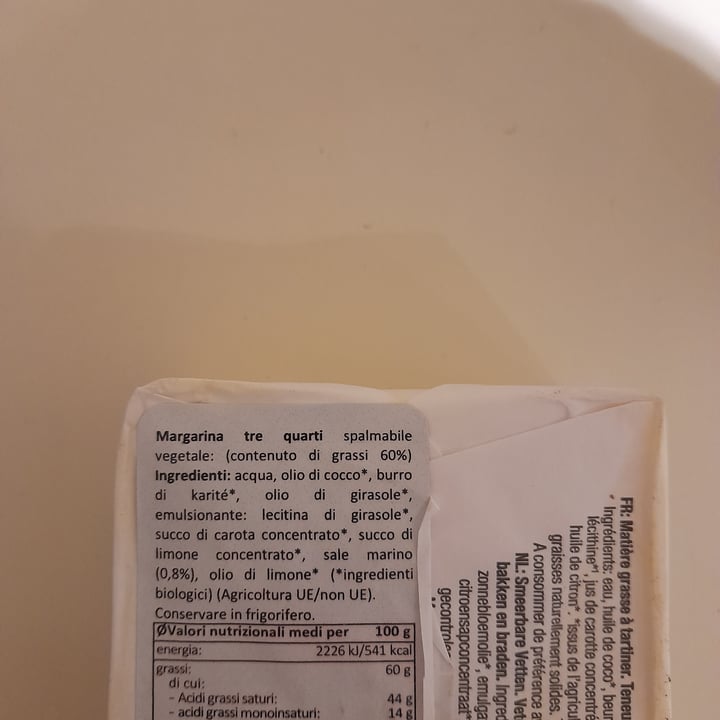 Margarina tre quarti spalmabile
vegetale: (contenuto di grassi 60%)
Ingredienti: acqua, olio di cocco*, burro
di karité*, olio di girasole*,
emulsionante: lecitina di girasole*,
succo di carota concentrato*, succo di
limone concentrato*, sale marino
(0,8%), olio di limone* (*ingredienti
biologici) (Agricoltura UE/non UE).
Conservare in frigorifero.
ØValori nutrizionali medi per 100 g
energia: 2226 kJ/541 kcal
grassi: 60 g
di cui:
- Acidi grassi saturi: 44 g
- acidi grassi monoinsaturi: 14 g
FR: Matière grasse à tartiner. Teneu
Ingrédients: eau, huile de coco*, beur
lécithine*, jus de carotte concentré
huile de citron*. *issus de l'agricul
graisses naturellement solides.
A consommer de préférence a
NL: Smeerbare Vetten. Vet
bakken en braden. Ingred
zonnebloemolie*, emulga
citroensapconcentraat*
gecontrole